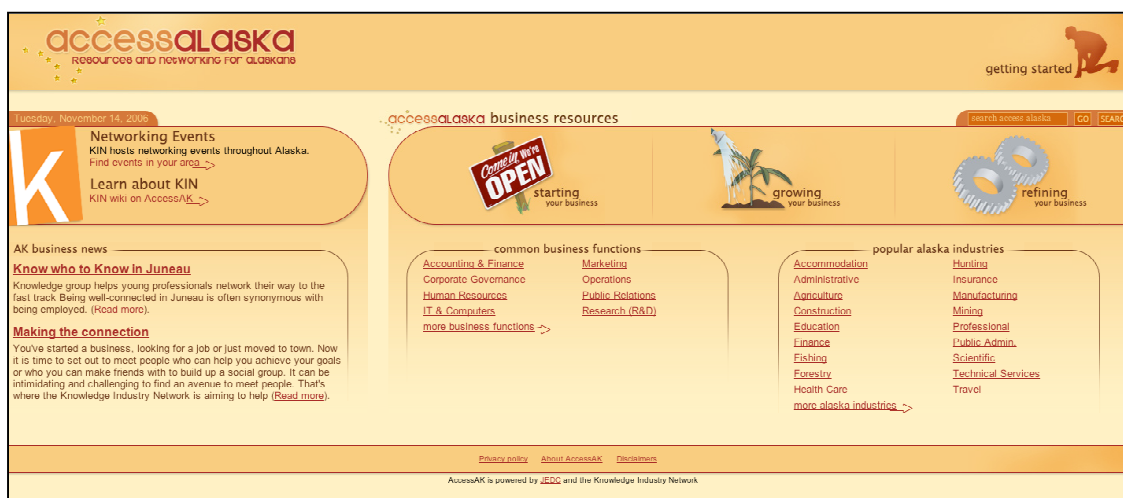 accessalaska
Resources and networking for alaskans
getting started
Tuesday, November 14, 2006
K
Networking Events
KIN hosts networking events throughout Alaska.
Find events in your area
Learn about KIN
KIN wiki on AccessAK
accessalaska business resources
search access alaska GO SEARC
Come in We're
OPEN
starting
your business
growing
your business
refining
your business
AK business news
Know who to Know In Juneau
Knowledge group helps young professionals network their way to the
fast track Being well-connected in Juneau is often synonymous with
being employed. (Read more).
Making the connection
You've started a business, looking for a job or just moved to town. Now
it is time to set out to meet people who can help you achieve your goals
or who you can make friends with to build up a social group. It can be
intimidating and challenging to find an avenue to meet people. That's
where the Knowledge Industry Network is aiming to help (Read more).
common business functions
Accounting & Finance
Corporate Governance
Human Resources
IT & Computers
more business functions
Marketing
Operations
Public Relations
Research (R&D)
popular alaska industries
Accommodation
Administrative
Agriculture
Construction
Education
Finance
Fishing
Forestry
Health Care
more alaska industries
Hunting
Insurance
Manufacturing
Mining
Professional
Public Admin.
Scientific
Technical Services
Travel
Privacy policy About AccessAK Disclaimers
AccessAK is powered by JEDC and the Knowledge Industry Network